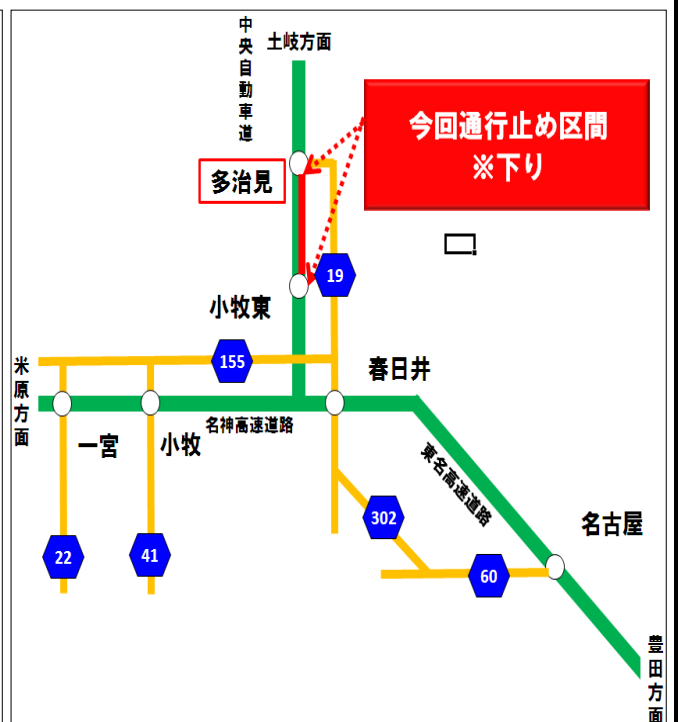 中央自動車道
土岐方面
今回通行止め区間
※下り
多治見
19
小牧東
155
春日井
米原方面
名神高速道路
一宮
小牧
東名高速道路
302
名古屋
22
41
60
豊田方面